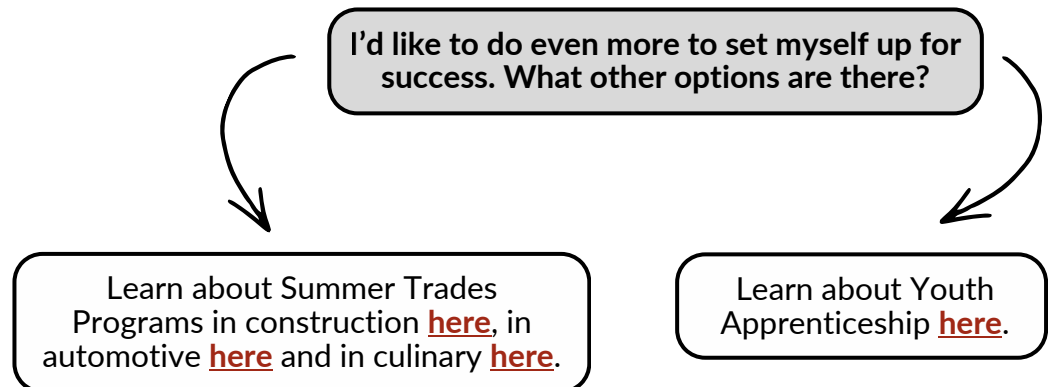 I’d like to do even more to set myself up for
success. What other options are there?
Learn about Summer Trades
Programs in construction here, in
automotive here and in culinary here.
Learn about Youth
Apprenticeship here.